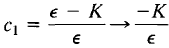 c₁ = (ϵ − K)/ϵ → −K/ϵ